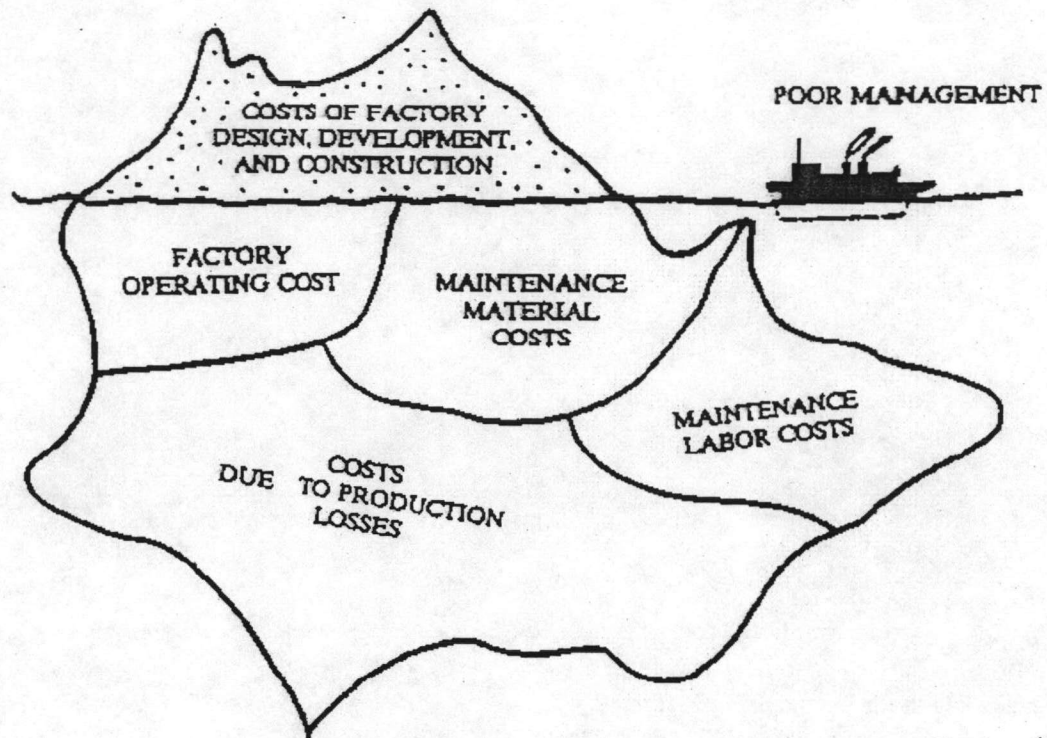 COSTS OF FACTORY
DESIGN, DEVELOPMENT,
AND CONSTRUCTION
POOR MANAGEMENT
FACTORY
OPERATING COST
MAINTENANCE
MATERIAL
COSTS
MAINTENANCE
LABOR COSTS
COSTS
DUE TO PRODUCTION
LOSSES